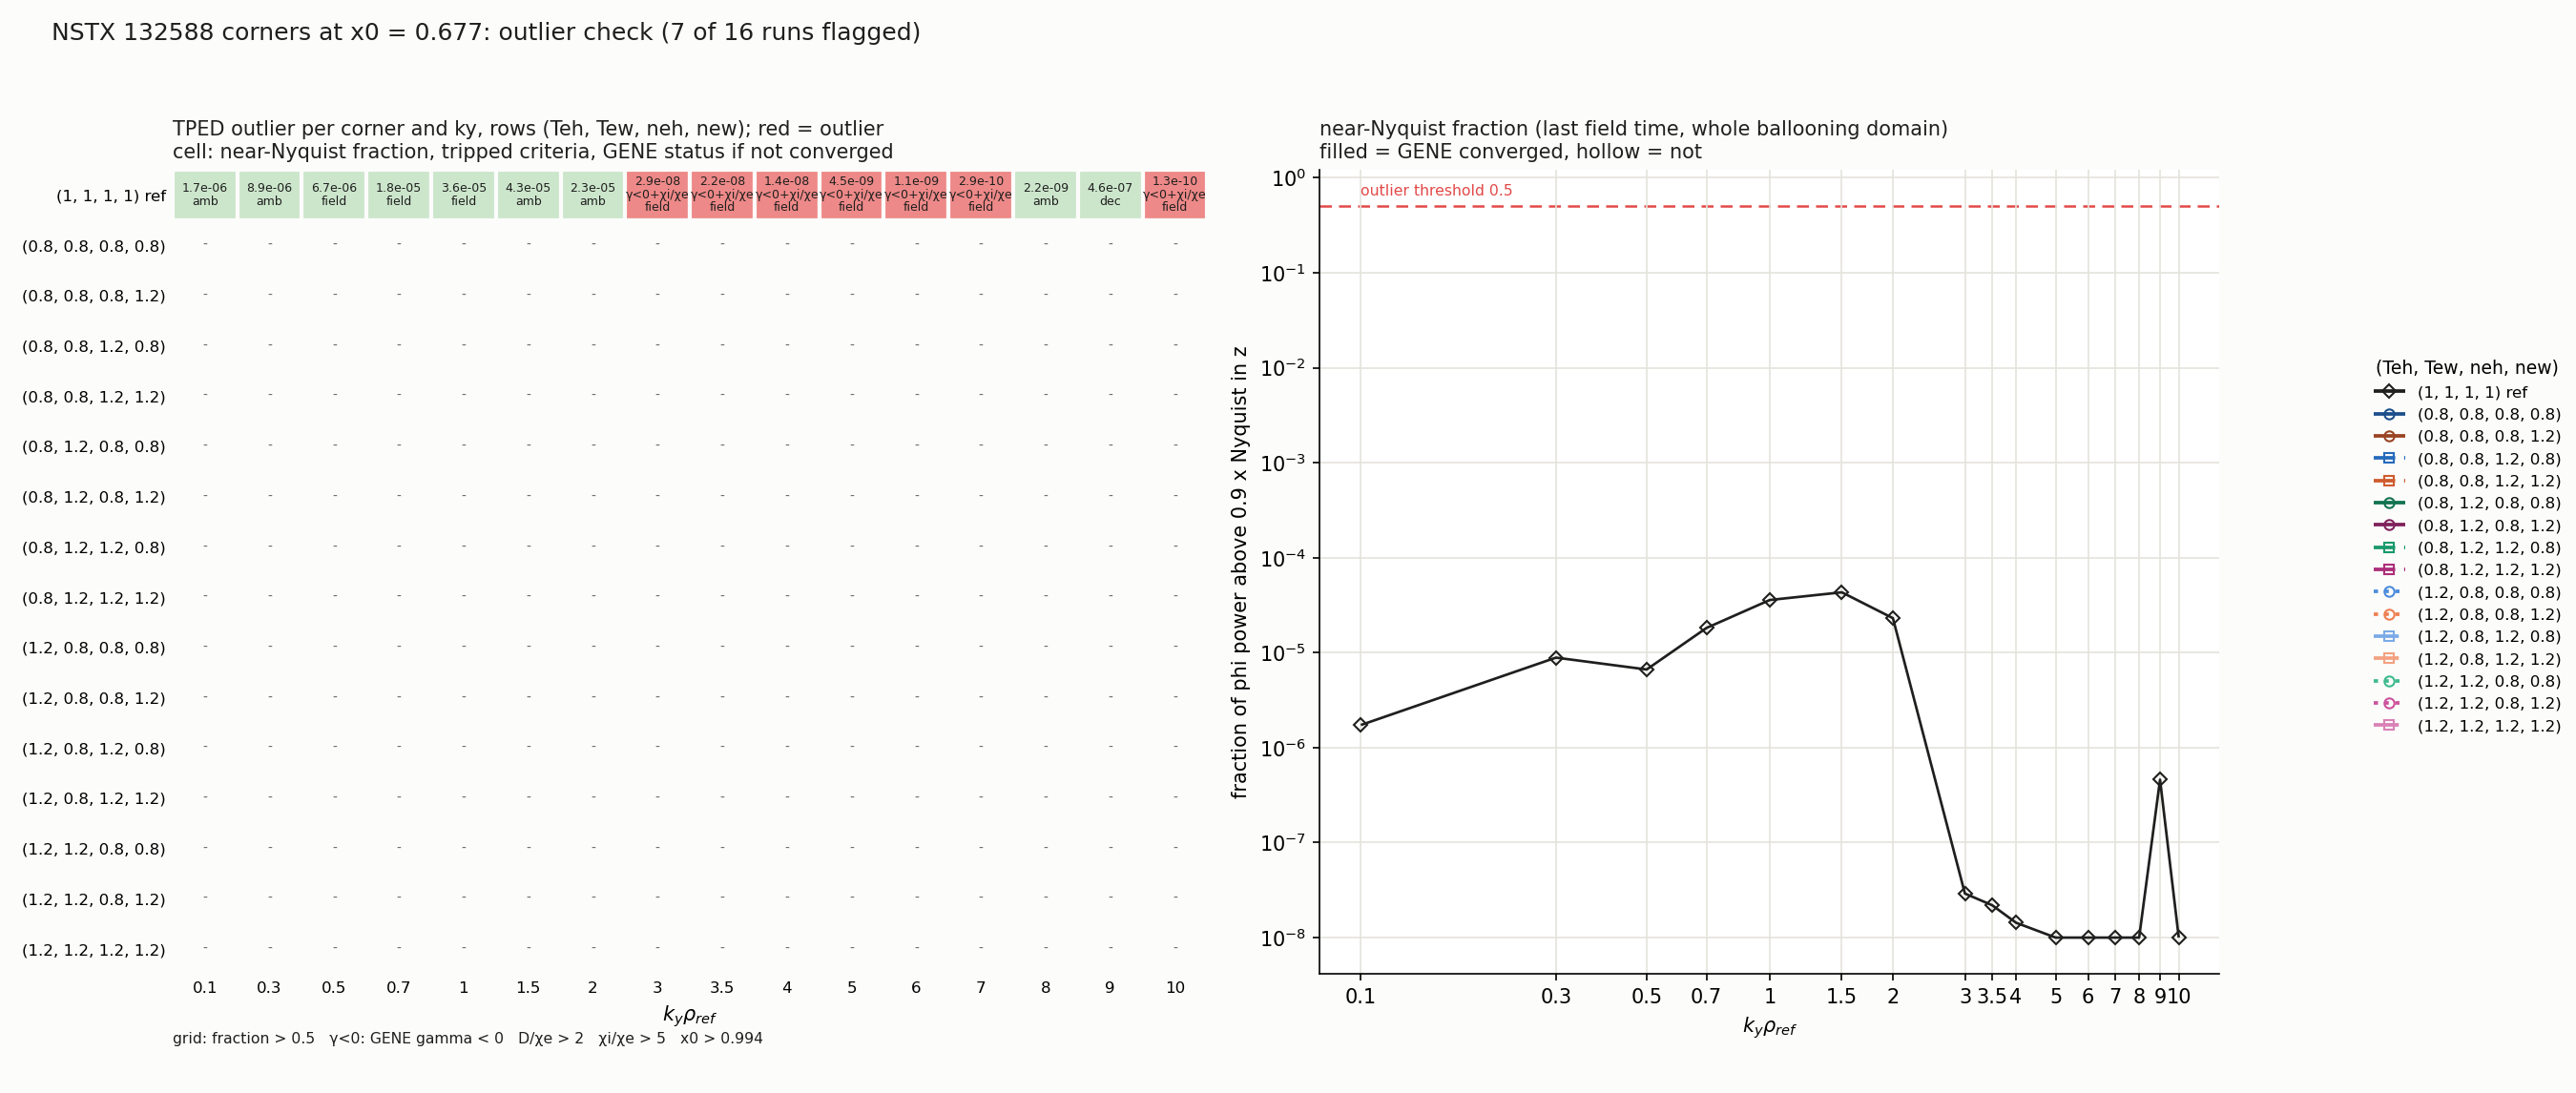 NSTX 132588 corners at x0 = 0.677: outlier check (7 of 16 runs flagged)
TPED outlier per corner and ky, rows (Teh, Tew, neh, new); red = outlier
cell: near-Nyquist fraction, tripped criteria, GENE status if not converged
(1, 1, 1, 1) ref
1.7e-06 8.9e-06 6.7e-06 1.8e-05 3.6e-05 4.3e-05 2.3e-05 2.9e-08 2.2e-08 1.4e-08 4.5e-09 1.1e-09 2.9e-10 2.2e-09 4.6e-07 1.3e-10
γ<0+χi/χe γ<0+χi/χe γ<0+χi/χe γ<0+χi/χe γ<0+χi/χe γ<0+χi/χe γ<0+χi/χe
amb amb field field field amb amb field field field field field field amb dec field
(0.8, 0.8, 0.8, 0.8) - - - - - - - - - - - - - - - -
(0.8, 0.8, 0.8, 1.2) - - - - - - - - - - - - - - - -
(0.8, 0.8, 1.2, 0.8) - - - - - - - - - - - - - - - -
(0.8, 0.8, 1.2, 1.2) - - - - - - - - - - - - - - - -
(0.8, 1.2, 0.8, 0.8) - - - - - - - - - - - - - - - -
(0.8, 1.2, 0.8, 1.2) - - - - - - - - - - - - - - - -
(0.8, 1.2, 1.2, 0.8) - - - - - - - - - - - - - - - -
(0.8, 1.2, 1.2, 1.2) - - - - - - - - - - - - - - - -
(1.2, 0.8, 0.8, 0.8) - - - - - - - - - - - - - - - -
(1.2, 0.8, 0.8, 1.2) - - - - - - - - - - - - - - - -
(1.2, 0.8, 1.2, 0.8) - - - - - - - - - - - - - - - -
(1.2, 0.8, 1.2, 1.2) - - - - - - - - - - - - - - - -
(1.2, 1.2, 0.8, 0.8) - - - - - - - - - - - - - - - -
(1.2, 1.2, 0.8, 1.2) - - - - - - - - - - - - - - - -
(1.2, 1.2, 1.2, 1.2) - - - - - - - - - - - - - - - -
0.1 0.3 0.5 0.7 1 1.5 2 3 3.5 4 5 6 7 8 9 10
kyρref
grid: fraction > 0.5 γ<0: GENE gamma < 0 D/χe > 2 χi/χe > 5 x0 > 0.994
near-Nyquist fraction (last field time, whole ballooning domain)
filled = GENE converged, hollow = not
outlier threshold 0.5
fraction of phi power above 0.9 x Nyquist in z
10⁰
10⁻¹
10⁻²
10⁻³
10⁻⁴
10⁻⁵
10⁻⁶
10⁻⁷
10⁻⁸
0.1 0.3 0.5 0.7 1 1.5 2 3 3.5 4 5 6 7 8 9 10
kyρref
(Teh, Tew, neh, new)
(1, 1, 1, 1) ref
(0.8, 0.8, 0.8, 0.8)
(0.8, 0.8, 0.8, 1.2)
(0.8, 0.8, 1.2, 0.8)
(0.8, 0.8, 1.2, 1.2)
(0.8, 1.2, 0.8, 0.8)
(0.8, 1.2, 0.8, 1.2)
(0.8, 1.2, 1.2, 0.8)
(0.8, 1.2, 1.2, 1.2)
(1.2, 0.8, 0.8, 0.8)
(1.2, 0.8, 0.8, 1.2)
(1.2, 0.8, 1.2, 0.8)
(1.2, 0.8, 1.2, 1.2)
(1.2, 1.2, 0.8, 0.8)
(1.2, 1.2, 0.8, 1.2)
(1.2, 1.2, 1.2, 1.2)